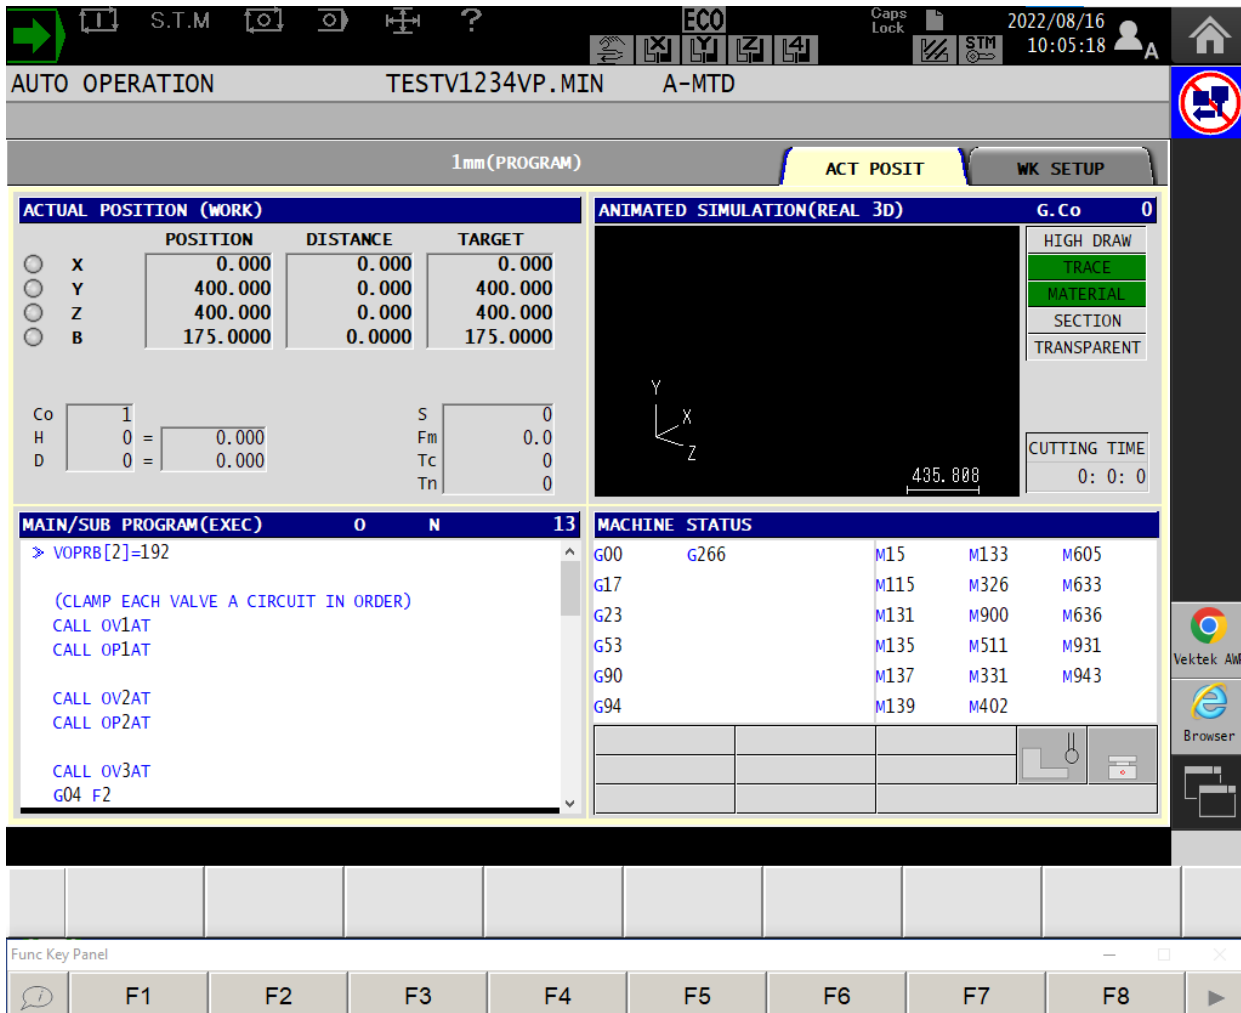 S.T.M ? ECO Caps Lock 2022/08/16
X Y Z 4 STM 10:05:18 A
AUTO OPERATION TESTV1234VP.MIN A-MTD
1mm(PROGRAM) ACT POSIT WK SETUP
ACTUAL POSITION (WORK)
POSITION DISTANCE TARGET
X 0.000 0.000 0.000
Y 400.000 0.000 400.000
Z 400.000 0.000 400.000
B 175.0000 0.0000 175.0000
Co 1 S 0
H 0 = 0.000 Fm 0.0
D 0 = 0.000 Tc 0
Tn 0
ANIMATED SIMULATION(REAL 3D) G.Co 0
HIGH DRAW
TRACE
MATERIAL
SECTION
TRANSPARENT
Y
X
Z
435.808
CUTTING TIME
0: 0: 0
MAIN/SUB PROGRAM(EXEC) O N 13
> VOPRB[2]=192
(CLAMP EACH VALVE A CIRCUIT IN ORDER)
CALL OV1AT
CALL OP1AT
CALL OV2AT
CALL OP2AT
CALL OV3AT
G04 F2
MACHINE STATUS
G00 G266 M15 M133 M605
G17 M115 M326 M633
G23 M131 M900 M636
G53 M135 M511 M931
G90 M137 M331 M943
G94 M139 M402
Vektek AWP
Browser
Func Key Panel
F1 F2 F3 F4 F5 F6 F7 F8